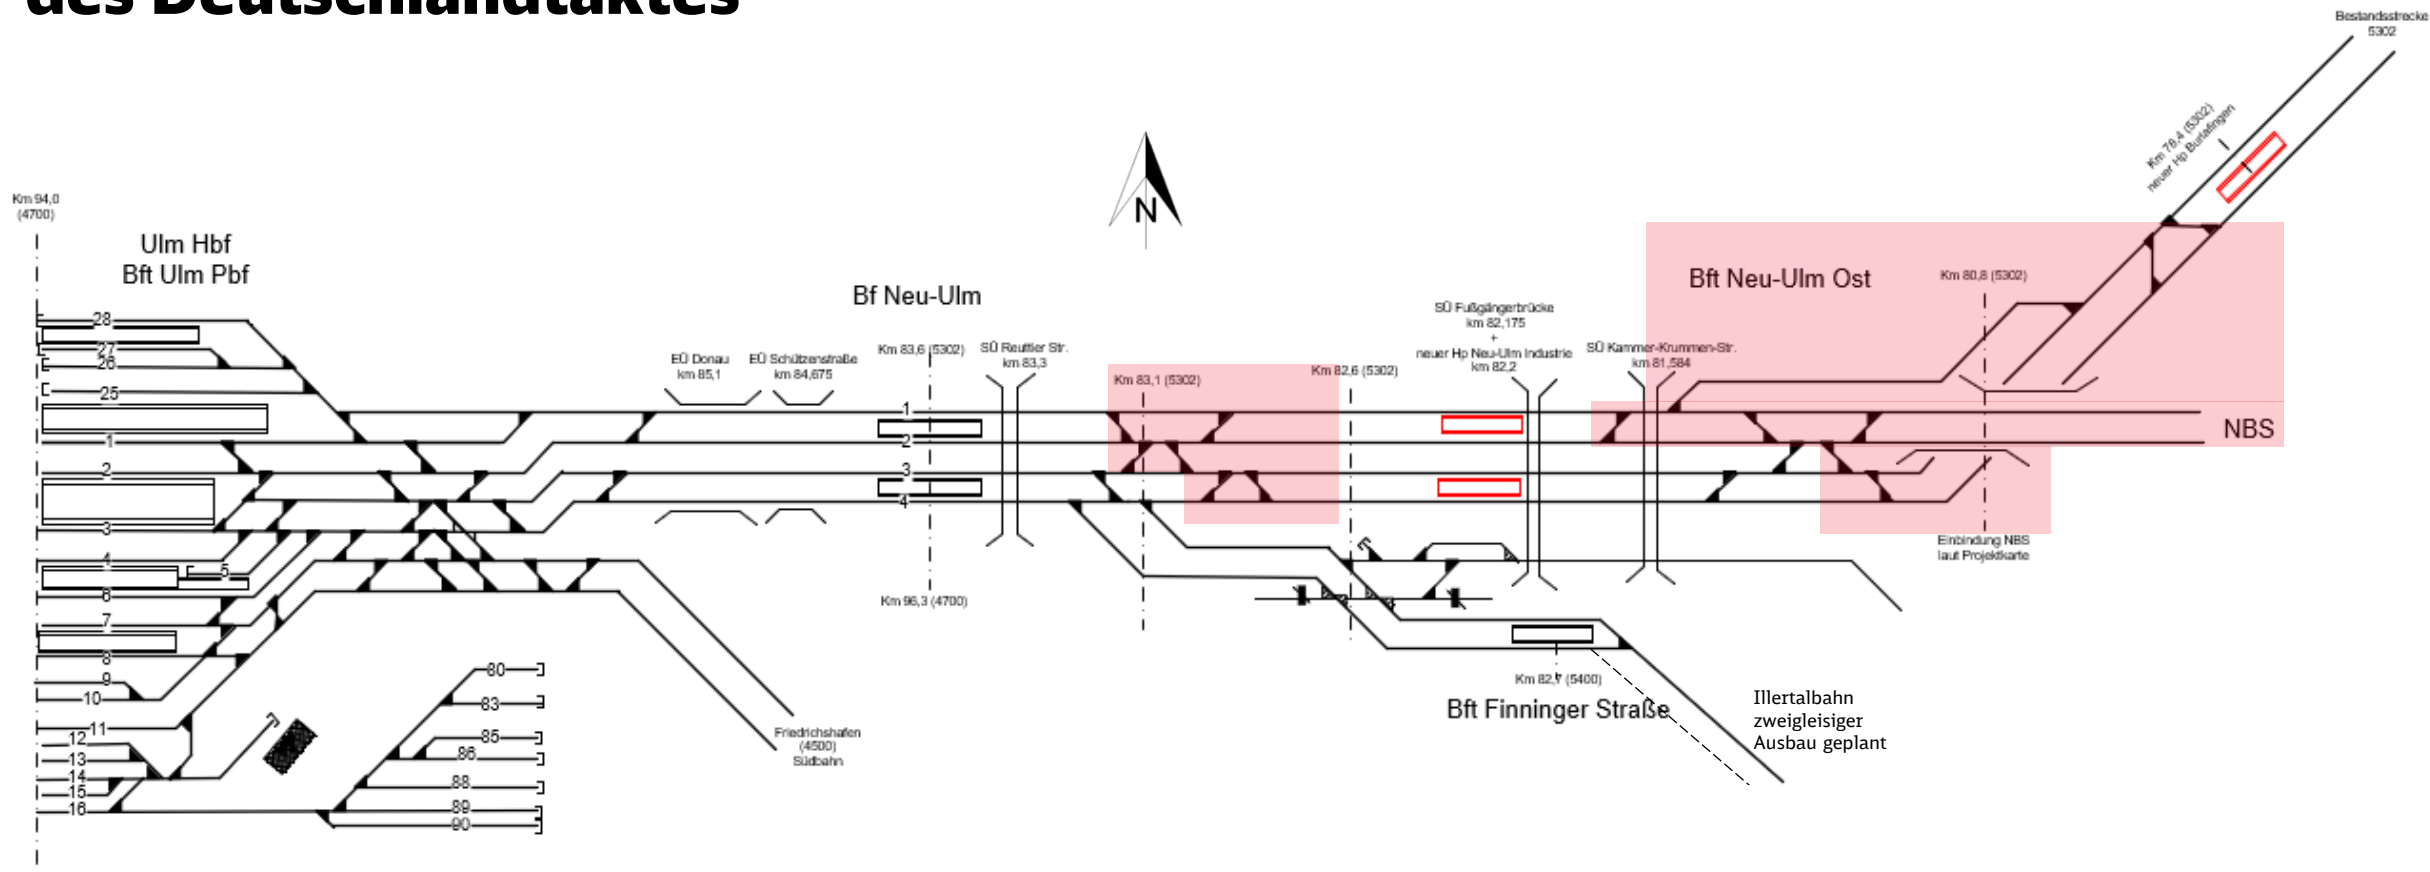 des Deutschlandtaktes
Bestandsstrecke
5302
Km 78,4 (5302)
neuer Hp Burlafingen
Km 94,0
(4700)
Ulm Hbf
Bft Ulm Pbf
N
Bf Neu-Ulm
Bft Neu-Ulm Ost
Km 80,8 (5302)
SÜ Fußgängerbrücke
km 82,175
+
neuer Hp Neu-Ulm Industrie
km 82,2
SÜ Kammer-Krummen-Str.
km 81,584
EÜ Donau
km 85,1
EÜ Schützenstraße
km 84,675
Km 83,6 (5302)
SÜ Reuttier Str.
km 83,3
Km 83,1 (5302)
Km 82,6 (5302)
28
27
26
25
1
2
3
4
5
6
7
8
9
10
11
12
13
14
15
16
1
2
3
4
NBS
Einbindung NBS
laut Projektkarte
Km 96,3 (4700)
80
83
85
86
88
89
90
Friedrichshafen
(4500)
Südbahn
Km 82,7 (5400)
Bft Finninger Straße
Illertalbahn
zweigleisiger
Ausbau geplant